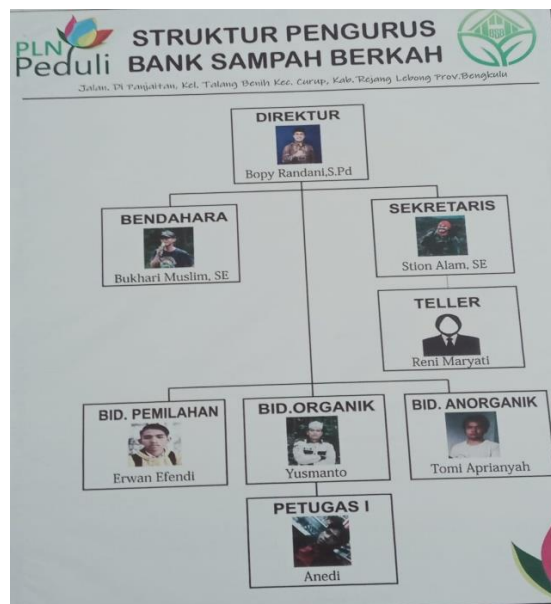 PLN
Peduli
STRUKTUR PENGURUS
BANK SAMPAH BERKAH
Jalan. DI Panjaitan, Kel. Talang Benih Kec. Curup, Kab. Rejang Lebong Prov.Bengkulu
DIREKTUR
Bopy Randani,S.Pd
BENDAHARA
Bukhari Muslim, SE
SEKRETARIS
Stion Alam, SE
TELLER
Reni Maryati
BID. PEMILAHAN
Erwan Efendi
BID.ORGANIK
Yusmanto
BID. ANORGANIK
Tomi Aprianyah
PETUGAS I
Anedi